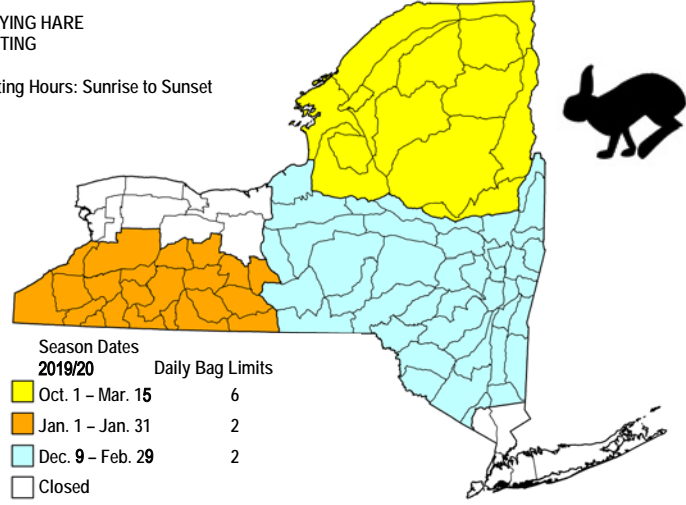 YING HARE
TING
ing Hours: Sunrise to Sunset
Season Dates
2019/20 Daily Bag Limits
Oct. 1 – Mar. 15 6
Jan. 1 – Jan. 31 2
Dec. 9 – Feb. 29 2
Closed